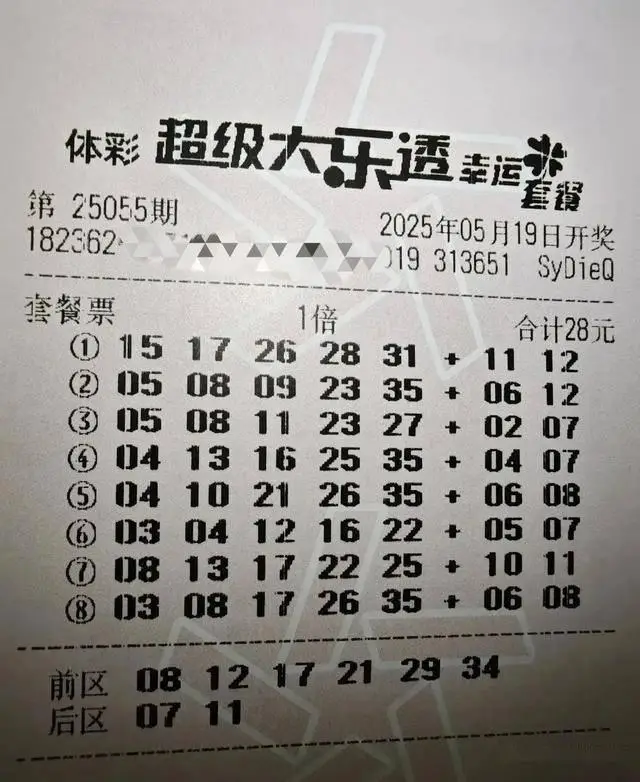 体彩 超级大乐透 幸运套餐
第 25055期 2025年05月19日开奖
182362 019 313651 SyDieQ
套餐票 1倍 合计28元
① 15 17 26 28 31 + 11 12
② 05 08 09 23 35 + 06 12
③ 05 08 11 23 27 + 02 07
④ 04 13 16 25 35 + 04 07
⑤ 04 10 21 26 35 + 06 08
⑥ 03 04 12 16 22 + 05 07
⑦ 08 13 17 22 25 + 10 11
⑧ 03 08 17 26 35 + 06 08
前区 08 12 17 21 29 34
后区 07 11